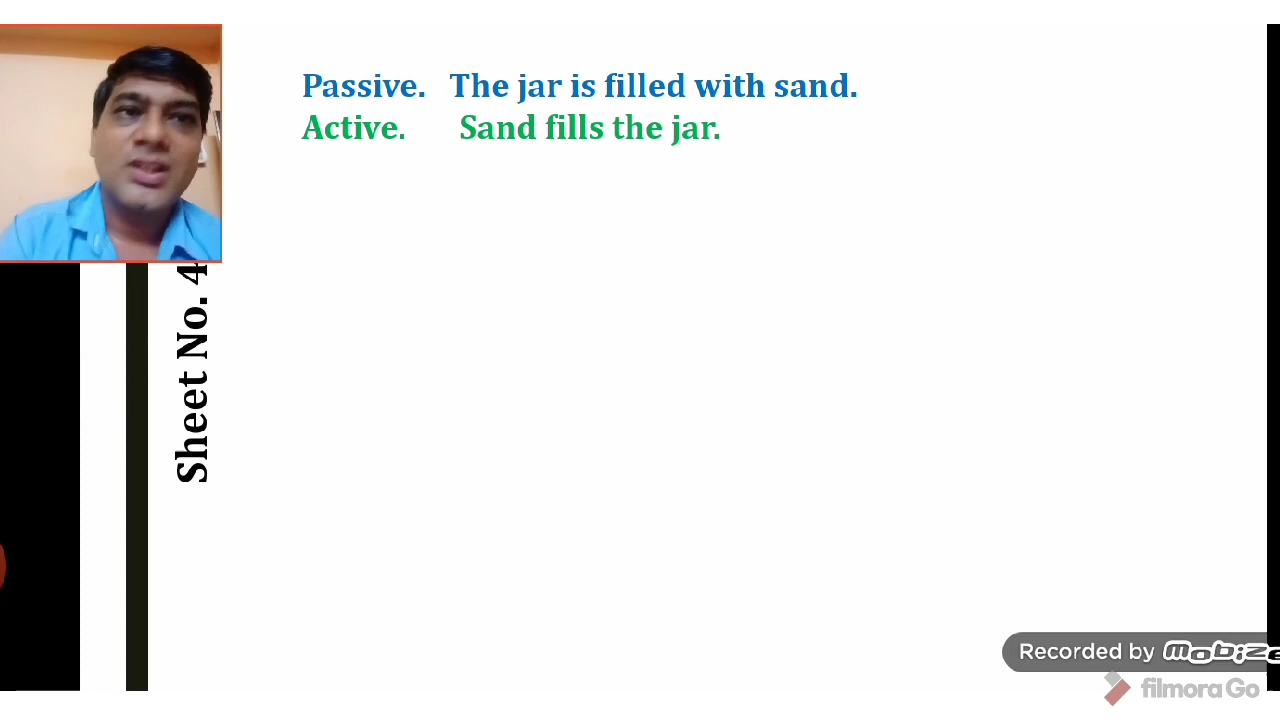 Passive. The jar is filled with sand.
Active. Sand fills the jar.
Sheet No. 4
Recorded by
filmora Go